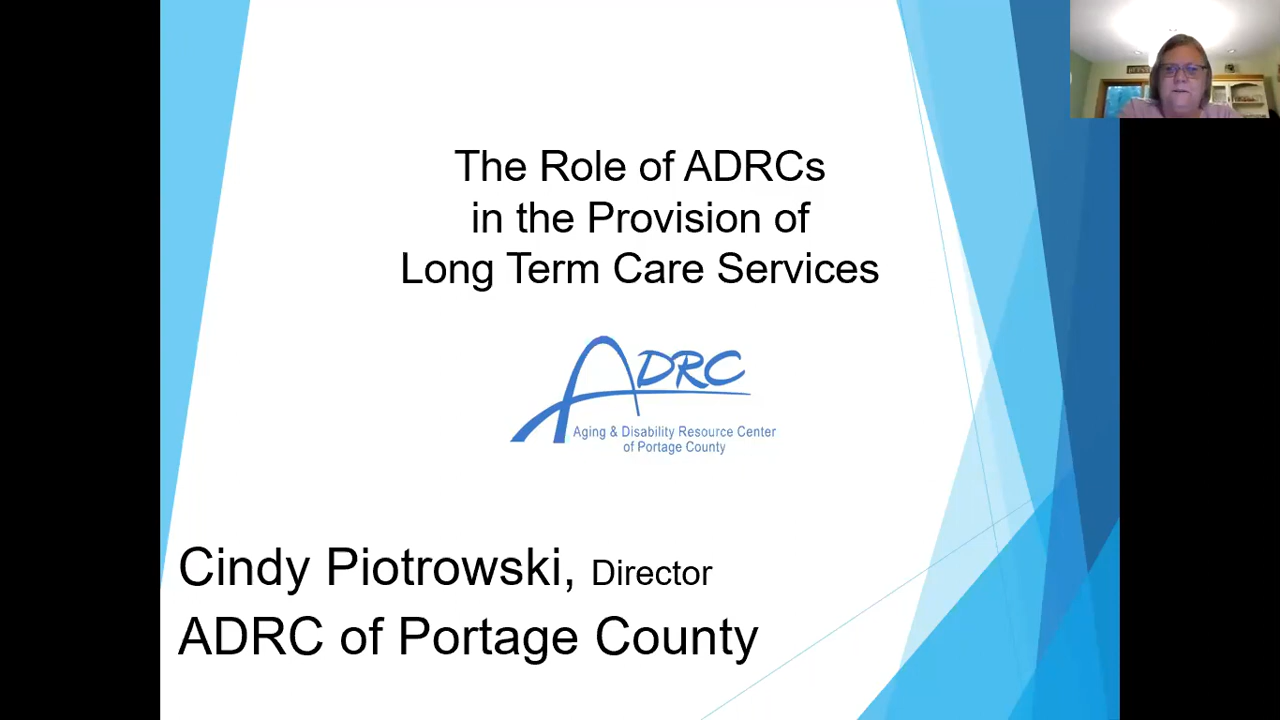 The Role of ADRCs
in the Provision of
Long Term Care Services
ADRC
Aging & Disability Resource Center
of Portage County
Cindy Piotrowski, Director
ADRC of Portage County